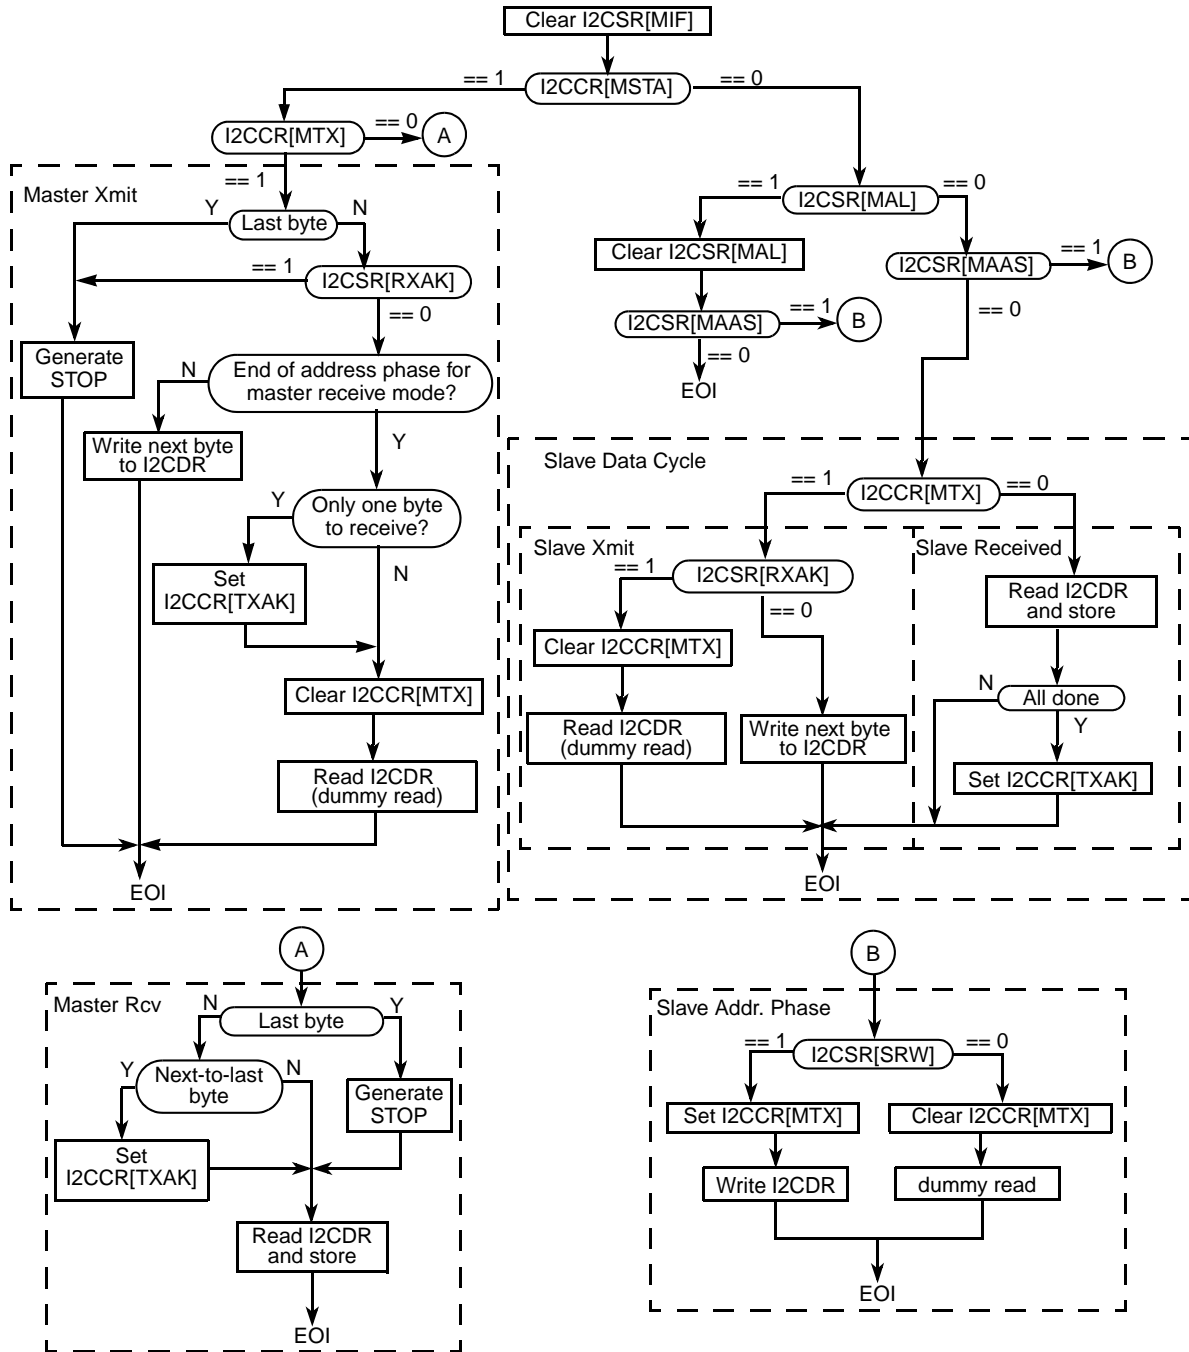 Clear I2CSR[MIF]
== 1
I2CCR[MSTA]
== 0
I2CCR[MTX]
== 0
A
== 1
Master Xmit
Y
Last byte
N
== 1
I2CSR[RXAK]
== 0
Generate
STOP
N
End of address phase for
master receive mode?
Write next byte
to I2CDR
Y
Y
Only one byte
to receive?
Set
I2CCR[TXAK]
N
Clear I2CCR[MTX]
Read I2CDR
(dummy read)
EOI
== 1
I2CSR[MAL]
== 0
Clear I2CSR[MAL]
I2CSR[MAAS]
== 1
B
I2CSR[MAAS]
== 1
B
== 0
EOI
== 0
Slave Data Cycle
== 1
I2CCR[MTX]
== 0
Slave Xmit
== 1
I2CSR[RXAK]
== 0
Clear I2CCR[MTX]
Read I2CDR
(dummy read)
Write next byte
to I2CDR
Slave Received
Read I2CDR
and store
N
All done
Y
Set I2CCR[TXAK]
EOI
A
Master Rcv
N
Last byte
Y
Y
Next-to-last
byte
N
Generate
STOP
Set
I2CCR[TXAK]
Read I2CDR
and store
EOI
B
Slave Addr. Phase
== 1
I2CSR[SRW]
== 0
Set I2CCR[MTX]
Clear I2CCR[MTX]
Write I2CDR
dummy read
EOI